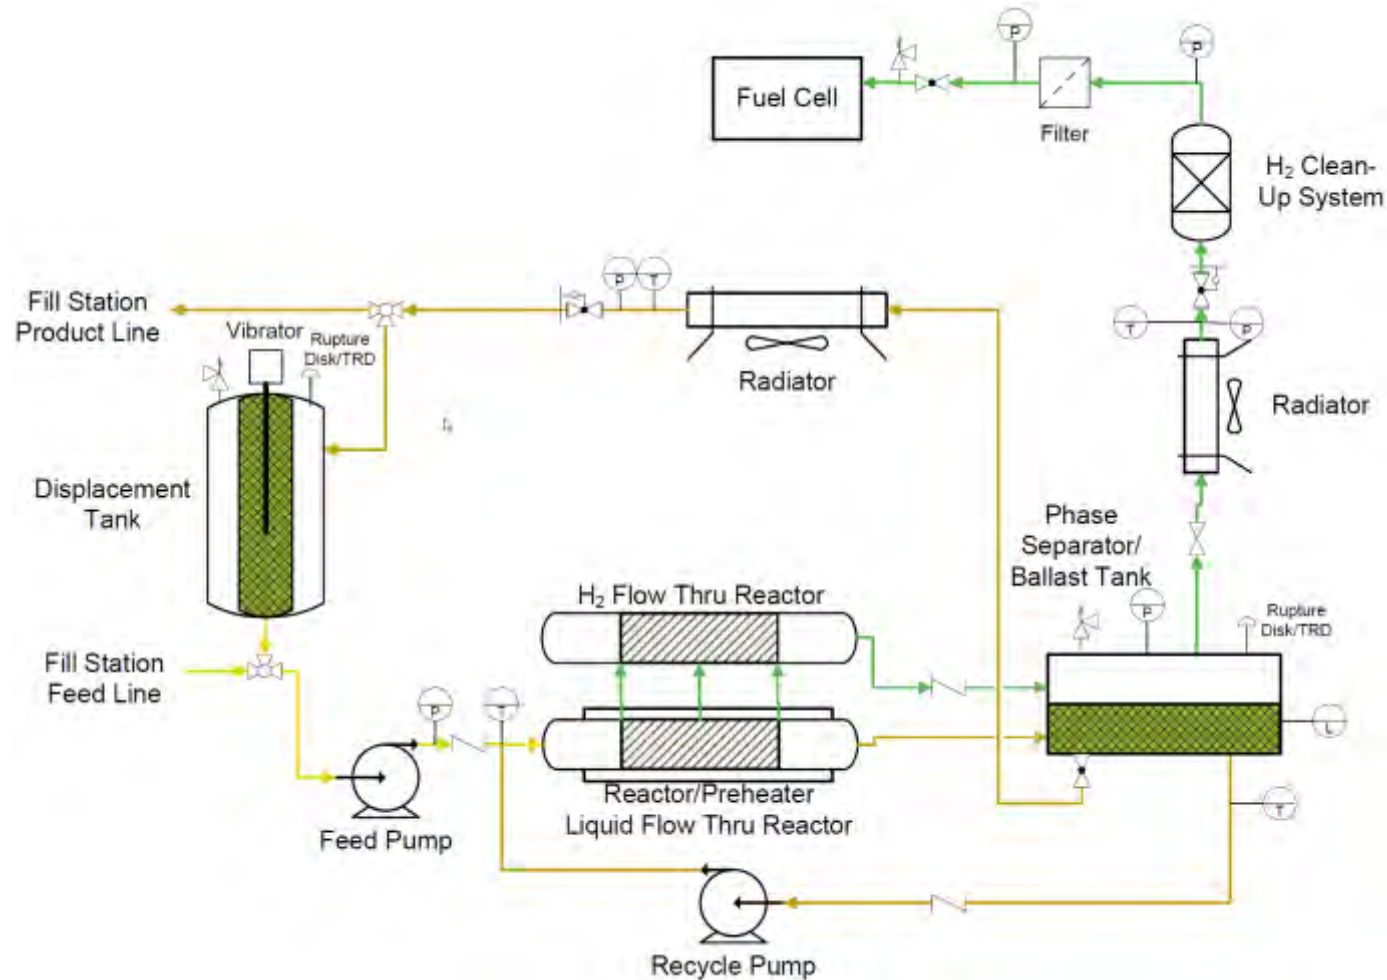 P
P
Fuel Cell
Filter
H₂ Clean-
Up System
P
T
Fill Station
Product Line
Vibrator
Rupture
Disk/TRD
Radiator
T
P
Radiator
Displacement
Tank
Phase
Separator/
Ballast Tank
H₂ Flow Thru Reactor
P
Rupture
Disk/TRD
Fill Station
Feed Line
P
T
L
Reactor/Preheater
Liquid Flow Thru Reactor
T
Feed Pump
Recycle Pump